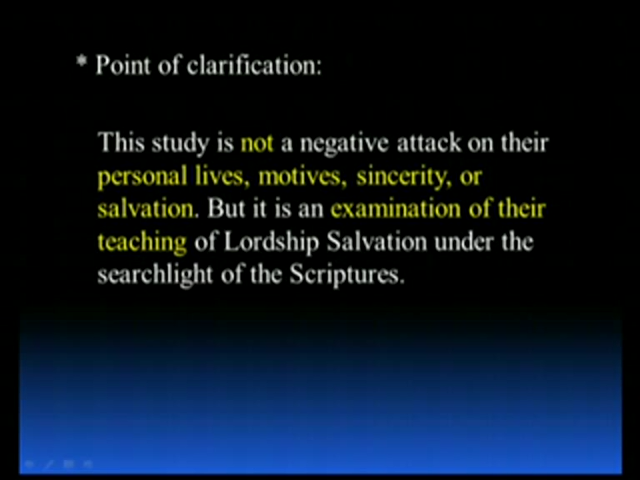 * Point of clarification:
This study is not a negative attack on their
personal lives, motives, sincerity, or
salvation. But it is an examination of their
teaching of Lordship Salvation under the
searchlight of the Scriptures.